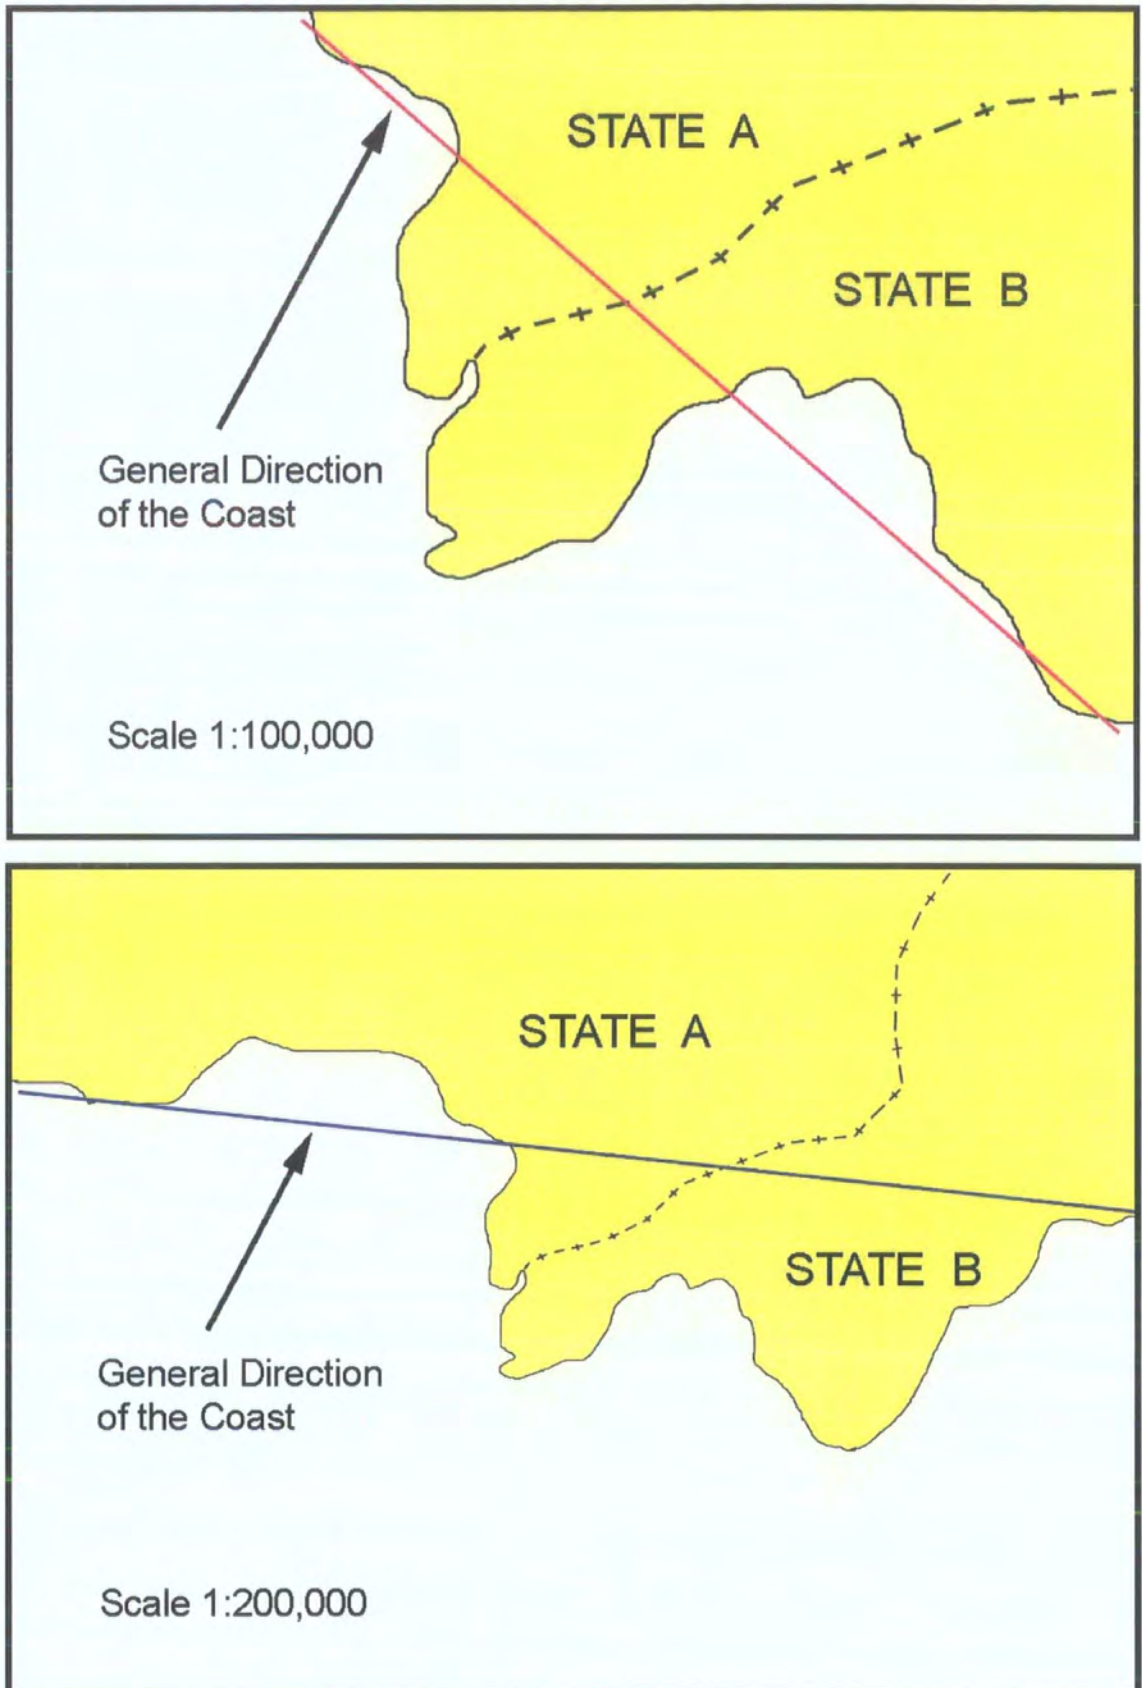 STATE A
STATE B
General Direction
of the Coast
Scale 1:100,000
STATE A
STATE B
General Direction
of the Coast
Scale 1:200,000